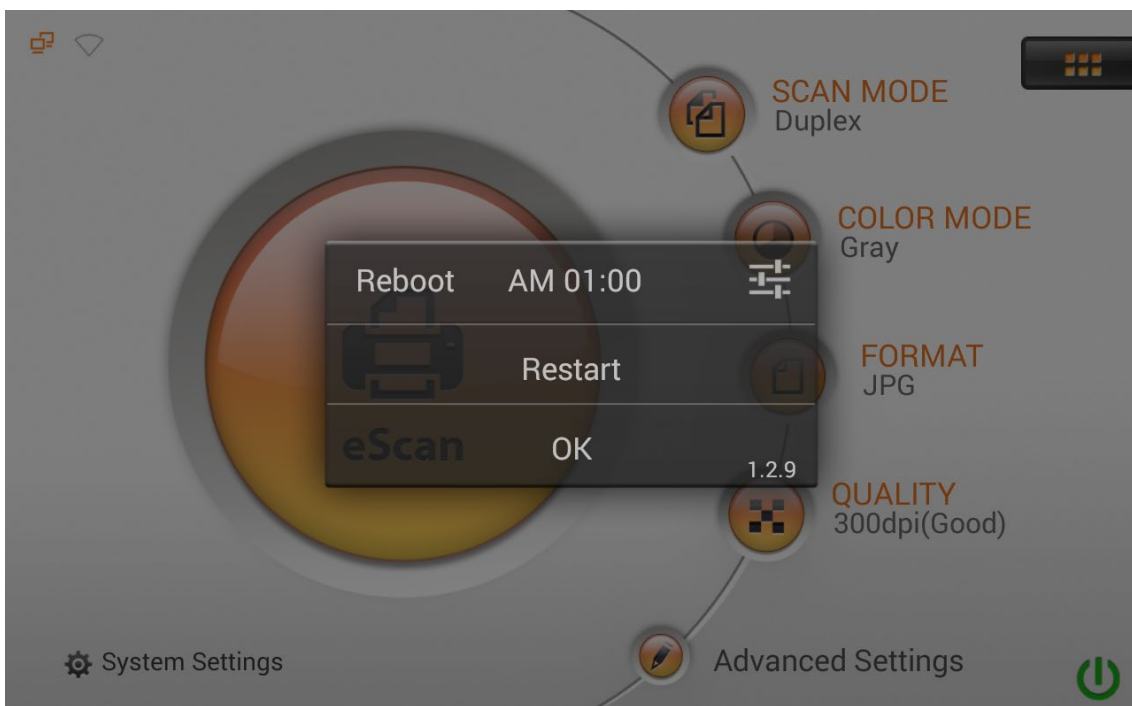 SCAN MODE
Duplex
COLOR MODE
Gray
Reboot AM 01:00
Restart
FORMAT
JPG
eScan
OK
1.2.9
QUALITY
300dpi(Good)
System Settings
Advanced Settings